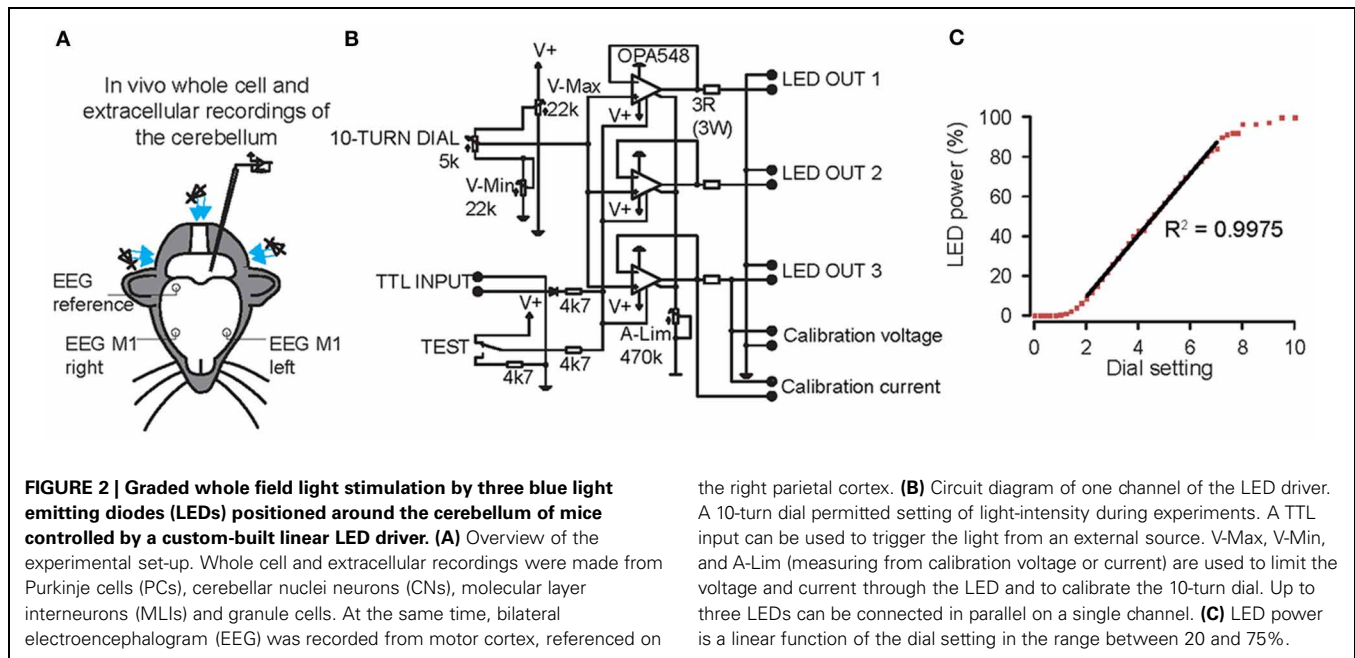 A
In vivo whole cell and
extracellular recordings of
the cerebellum
EEG
reference
EEG M1
right
EEG M1
left
B
V+
OPA548
V-Max
22k
10-TURN DIAL
5k
V-Min
22k
V+
3R
(3W)
V+
V+
TTL INPUT
4k7
V+
TEST
4k7
4k7
A-Lim
470k
LED OUT 1
LED OUT 2
LED OUT 3
Calibration voltage
Calibration current
C
LED power (%)
100
80
60
40
20
0
R² = 0.9975
0 2 4 6 8 10
Dial setting
FIGURE 2 | Graded whole field light stimulation by three blue light
emitting diodes (LEDs) positioned around the cerebellum of mice
controlled by a custom-built linear LED driver. (A) Overview of the
experimental set-up. Whole cell and extracellular recordings were made from
Purkinje cells (PCs), cerebellar nuclei neurons (CNs), molecular layer
interneurons (MLIs) and granule cells. At the same time, bilateral
electroencephalogram (EEG) was recorded from motor cortex, referenced on
the right parietal cortex. (B) Circuit diagram of one channel of the LED driver.
A 10-turn dial permitted setting of light-intensity during experiments. A TTL
input can be used to trigger the light from an external source. V-Max, V-Min,
and A-Lim (measuring from calibration voltage or current) are used to limit the
voltage and current through the LED and to calibrate the 10-turn dial. Up to
three LEDs can be connected in parallel on a single channel. (C) LED power
is a linear function of the dial setting in the range between 20 and 75%.